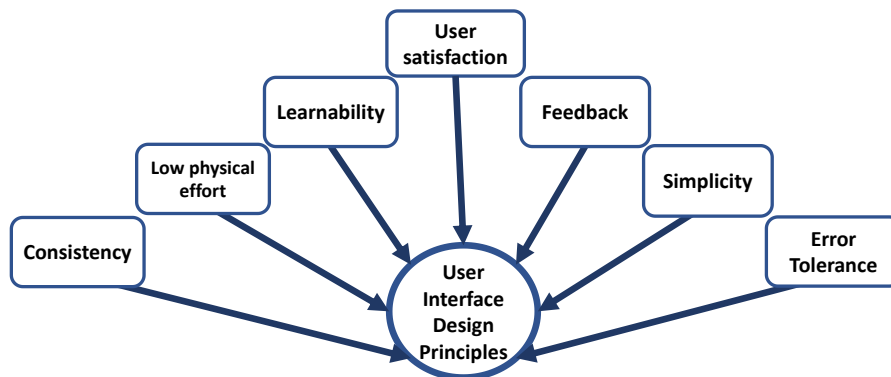 User
satisfaction
Learnability
Feedback
Low physical
effort
Simplicity
Consistency
Error
Tolerance
User
Interface
Design
Principles